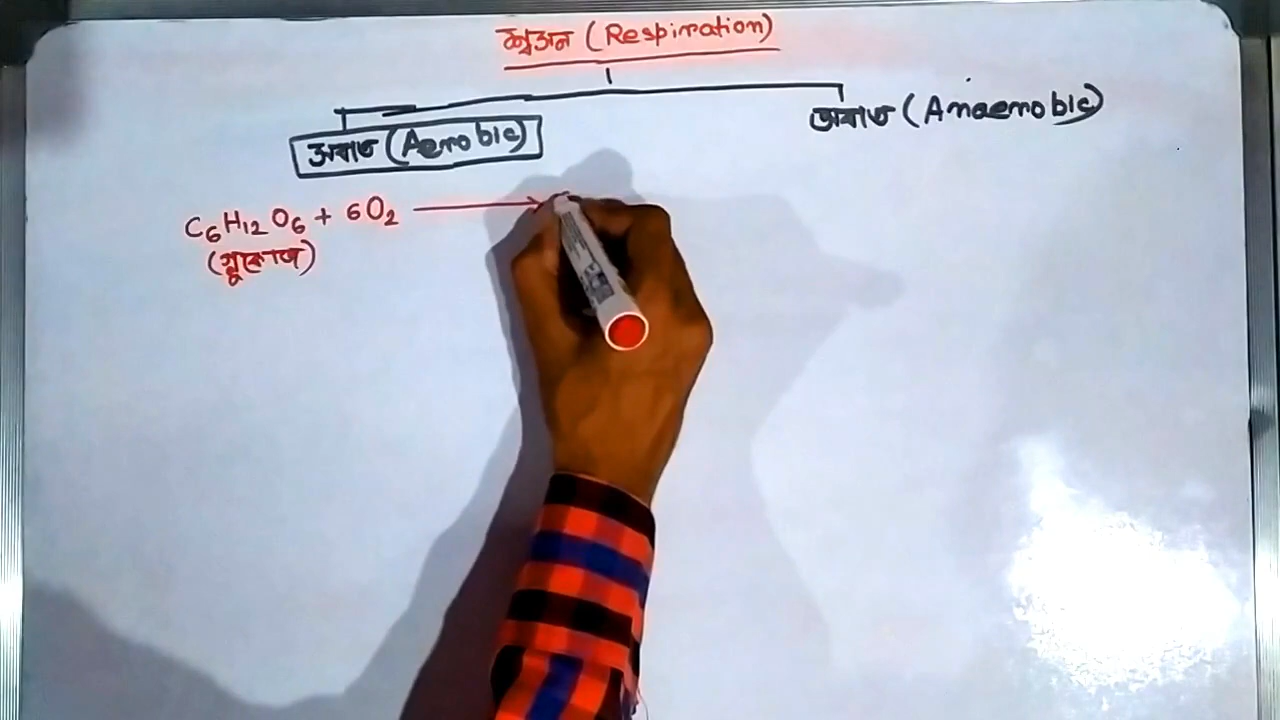 শ্বসন (Respiration)
সবাত (Aerobic)
অবাত (Anaerobic)
C₆H₁₂O₆ + 6O₂ →
(গ্লুকোজ)